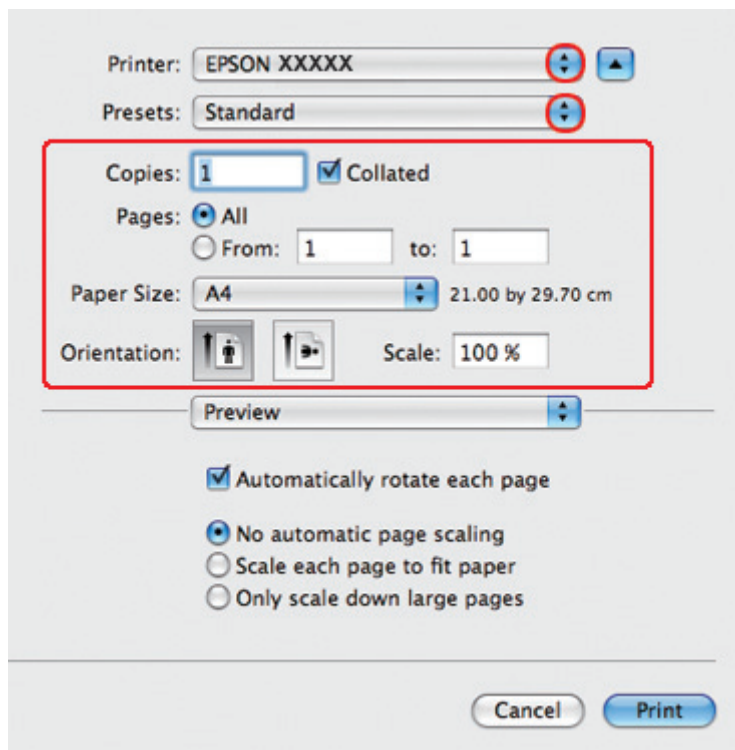 Printer: EPSON XXXXX
Presets: Standard
Copies: 1 Collated
Pages: All
From: 1 to: 1
Paper Size: A4 21.00 by 29.70 cm
Orientation: Scale: 100 %
Preview
Automatically rotate each page
No automatic page scaling
Scale each page to fit paper
Only scale down large pages
Cancel Print